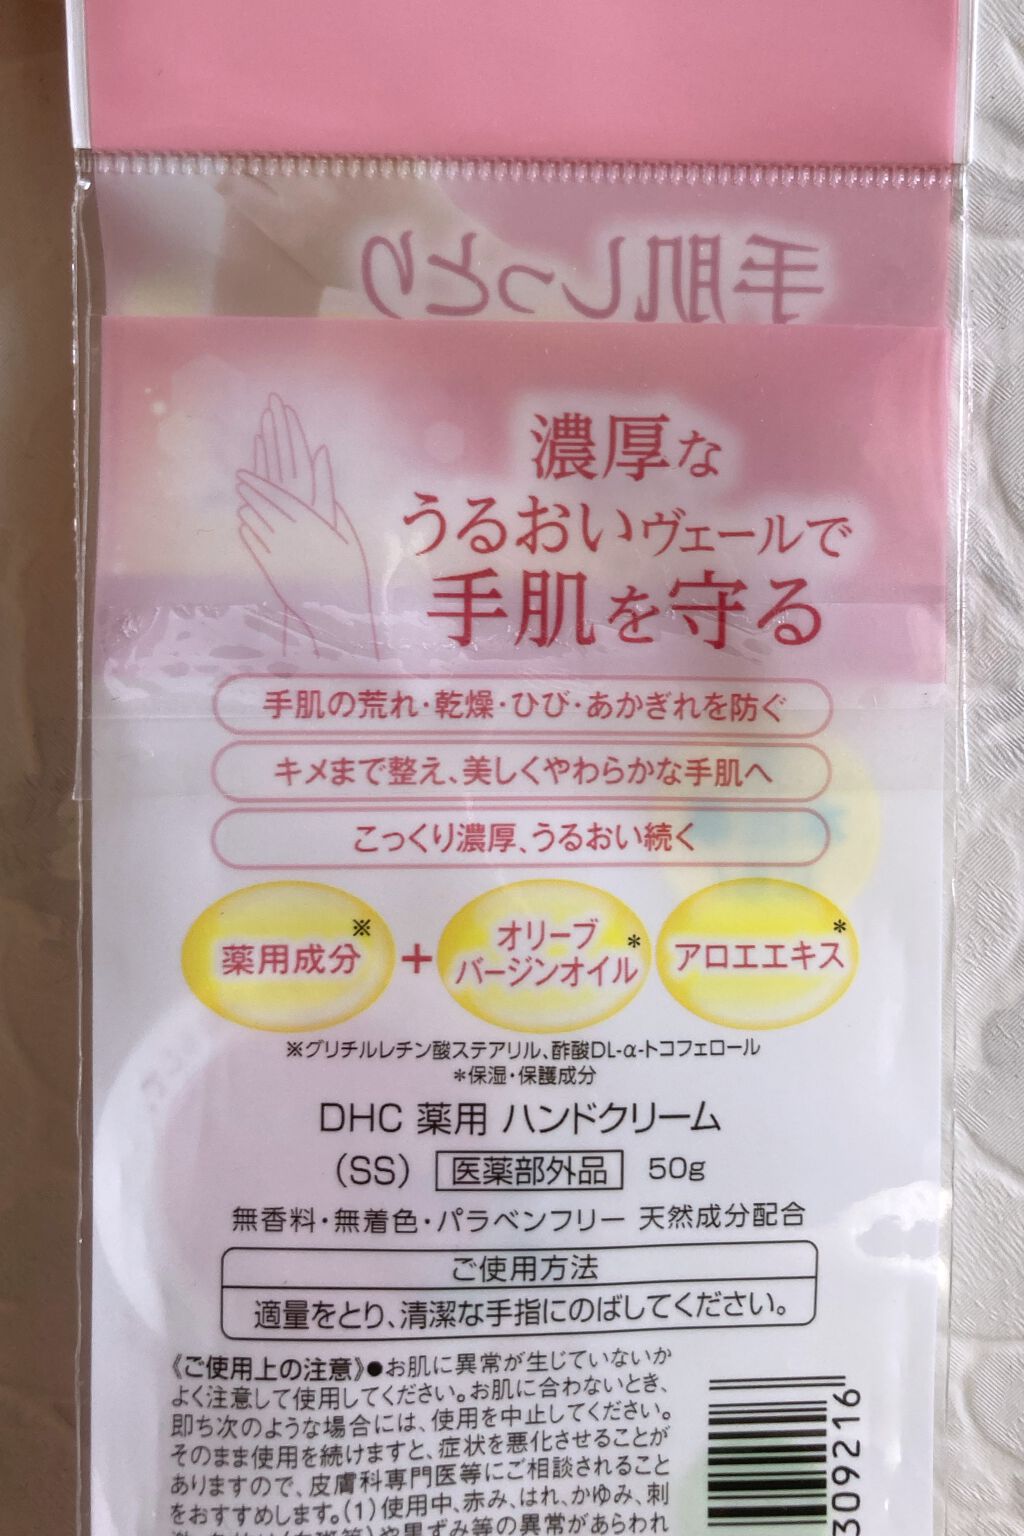 手肌しっとり
濃厚な
うるおいヴェールで
手肌を守る
手肌の荒れ・乾燥・ひび・あかぎれを防ぐ
キメまで整え、美しくやわらかな手肌へ
こっくり濃厚、うるおい続く
薬用成分※ + オリーブ
バージンオイル* アロエエキス*
※グリチルレチン酸ステアリル、酢酸DL-α-トコフェロール
*保湿・保護成分
DHC 薬用 ハンドクリーム
(SS) 医薬部外品 50g
無香料・無着色・パラベンフリー 天然成分配合
ご使用方法
適量をとり、清潔な手指にのばしてください。
《ご使用上の注意》●お肌に異常が生じていないか
よく注意して使用してください。お肌に合わないとき、
即ち次のような場合には、使用を中止してください。
そのまま使用を続けますと、症状を悪化させることが
ありますので、皮膚科専門医等にご相談されること
をおすすめします。(1)使用中、赤み、はれ、かゆみ、刺
や黒ずみ等の異常があらわれ
309216